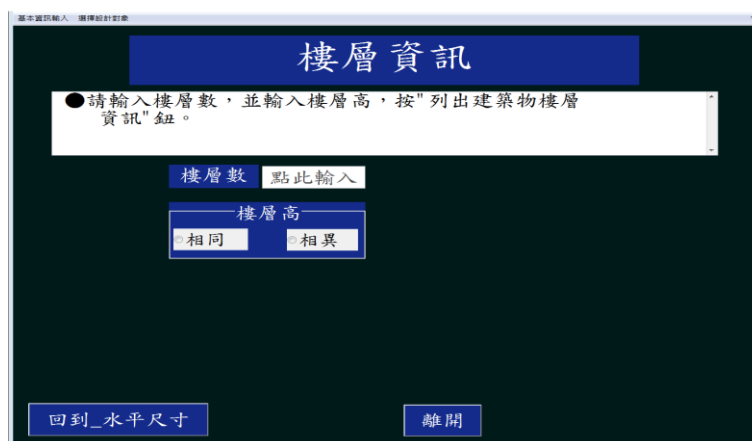 基本資訊輸入 選擇設計對象
樓層資訊
●請輸入樓層數，並輸入樓層高，按"列出建築物樓層
資訊"鈕。
樓層數 點此輸入
樓層高
相同 相異
回到_水平尺寸 離開